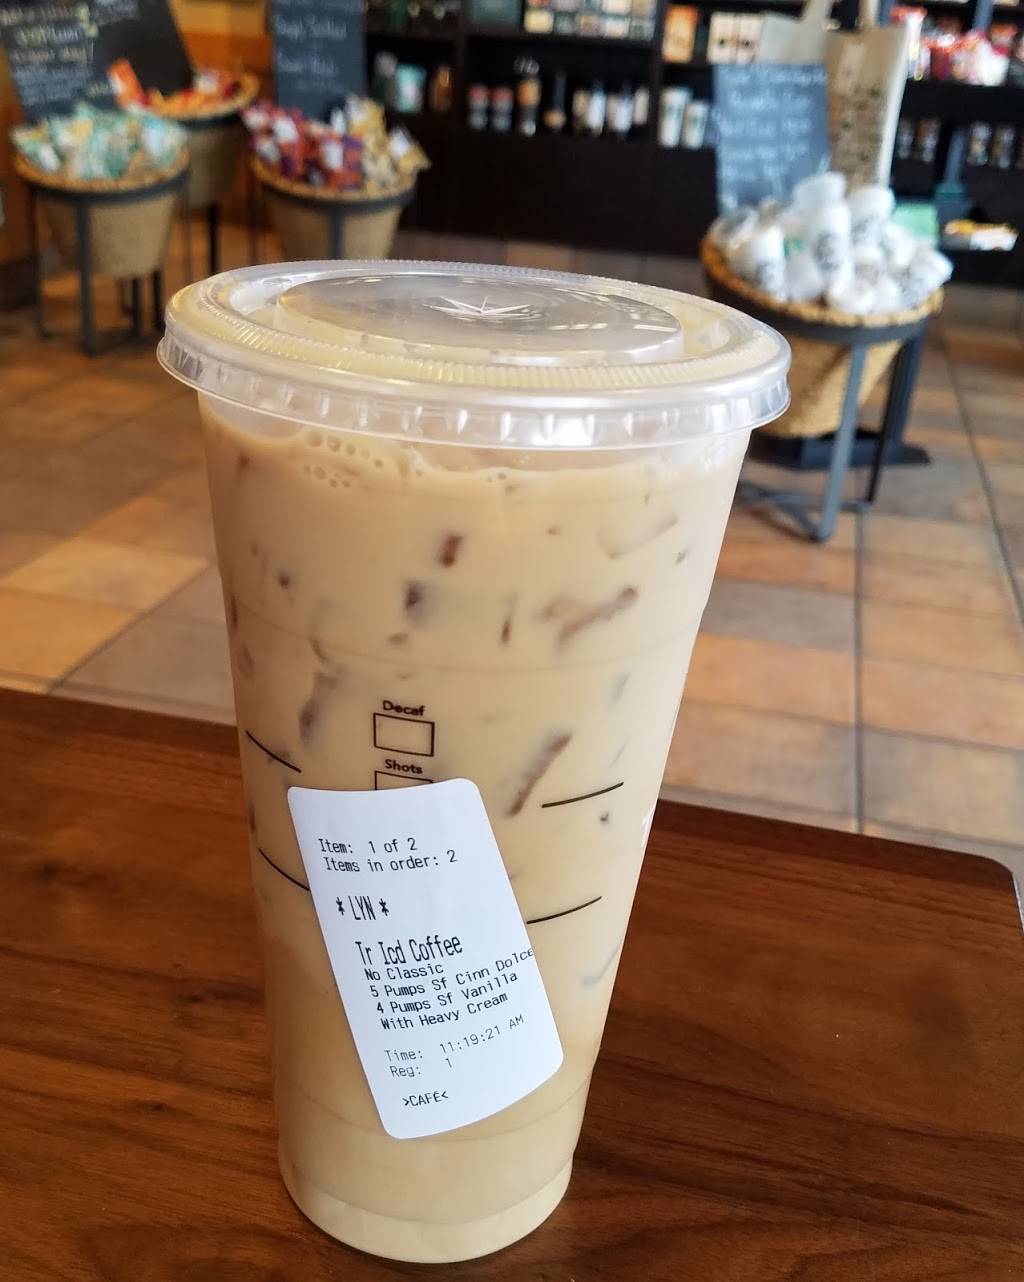 Decaf
Shots
Item: 1 of 2
Items in order: 2
* LYN *
Tr Icd Coffee
No Classic
5 Pumps Sf Cinn Dolce
4 Pumps Sf Vanilla
With Heavy Cream
Time: 11:19:21 AM
Reg: 1
>CAFÉ<